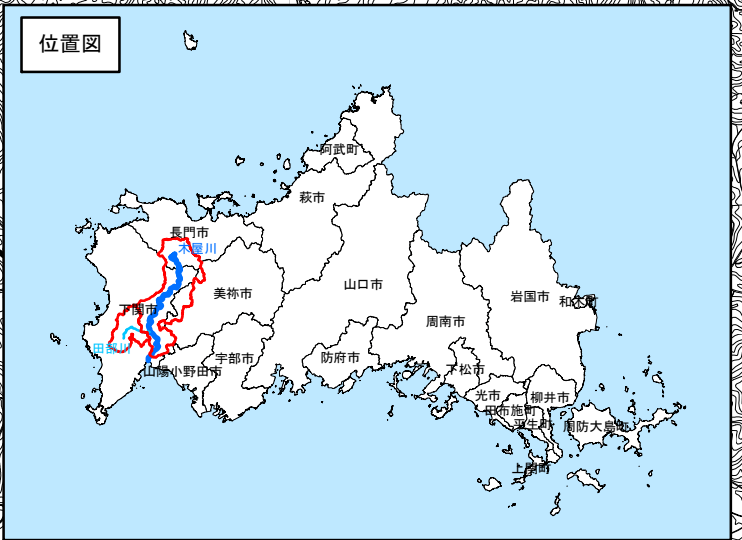 位置図
阿武町
萩市
長門市
木屋川
山口市
美祢市
岩国市
和木町
下関市
周南市
田部川
宇部市
防府市
山陽小野田市
下松市
光市
柳井市
田布施町
平生町
周防大島町
上関町